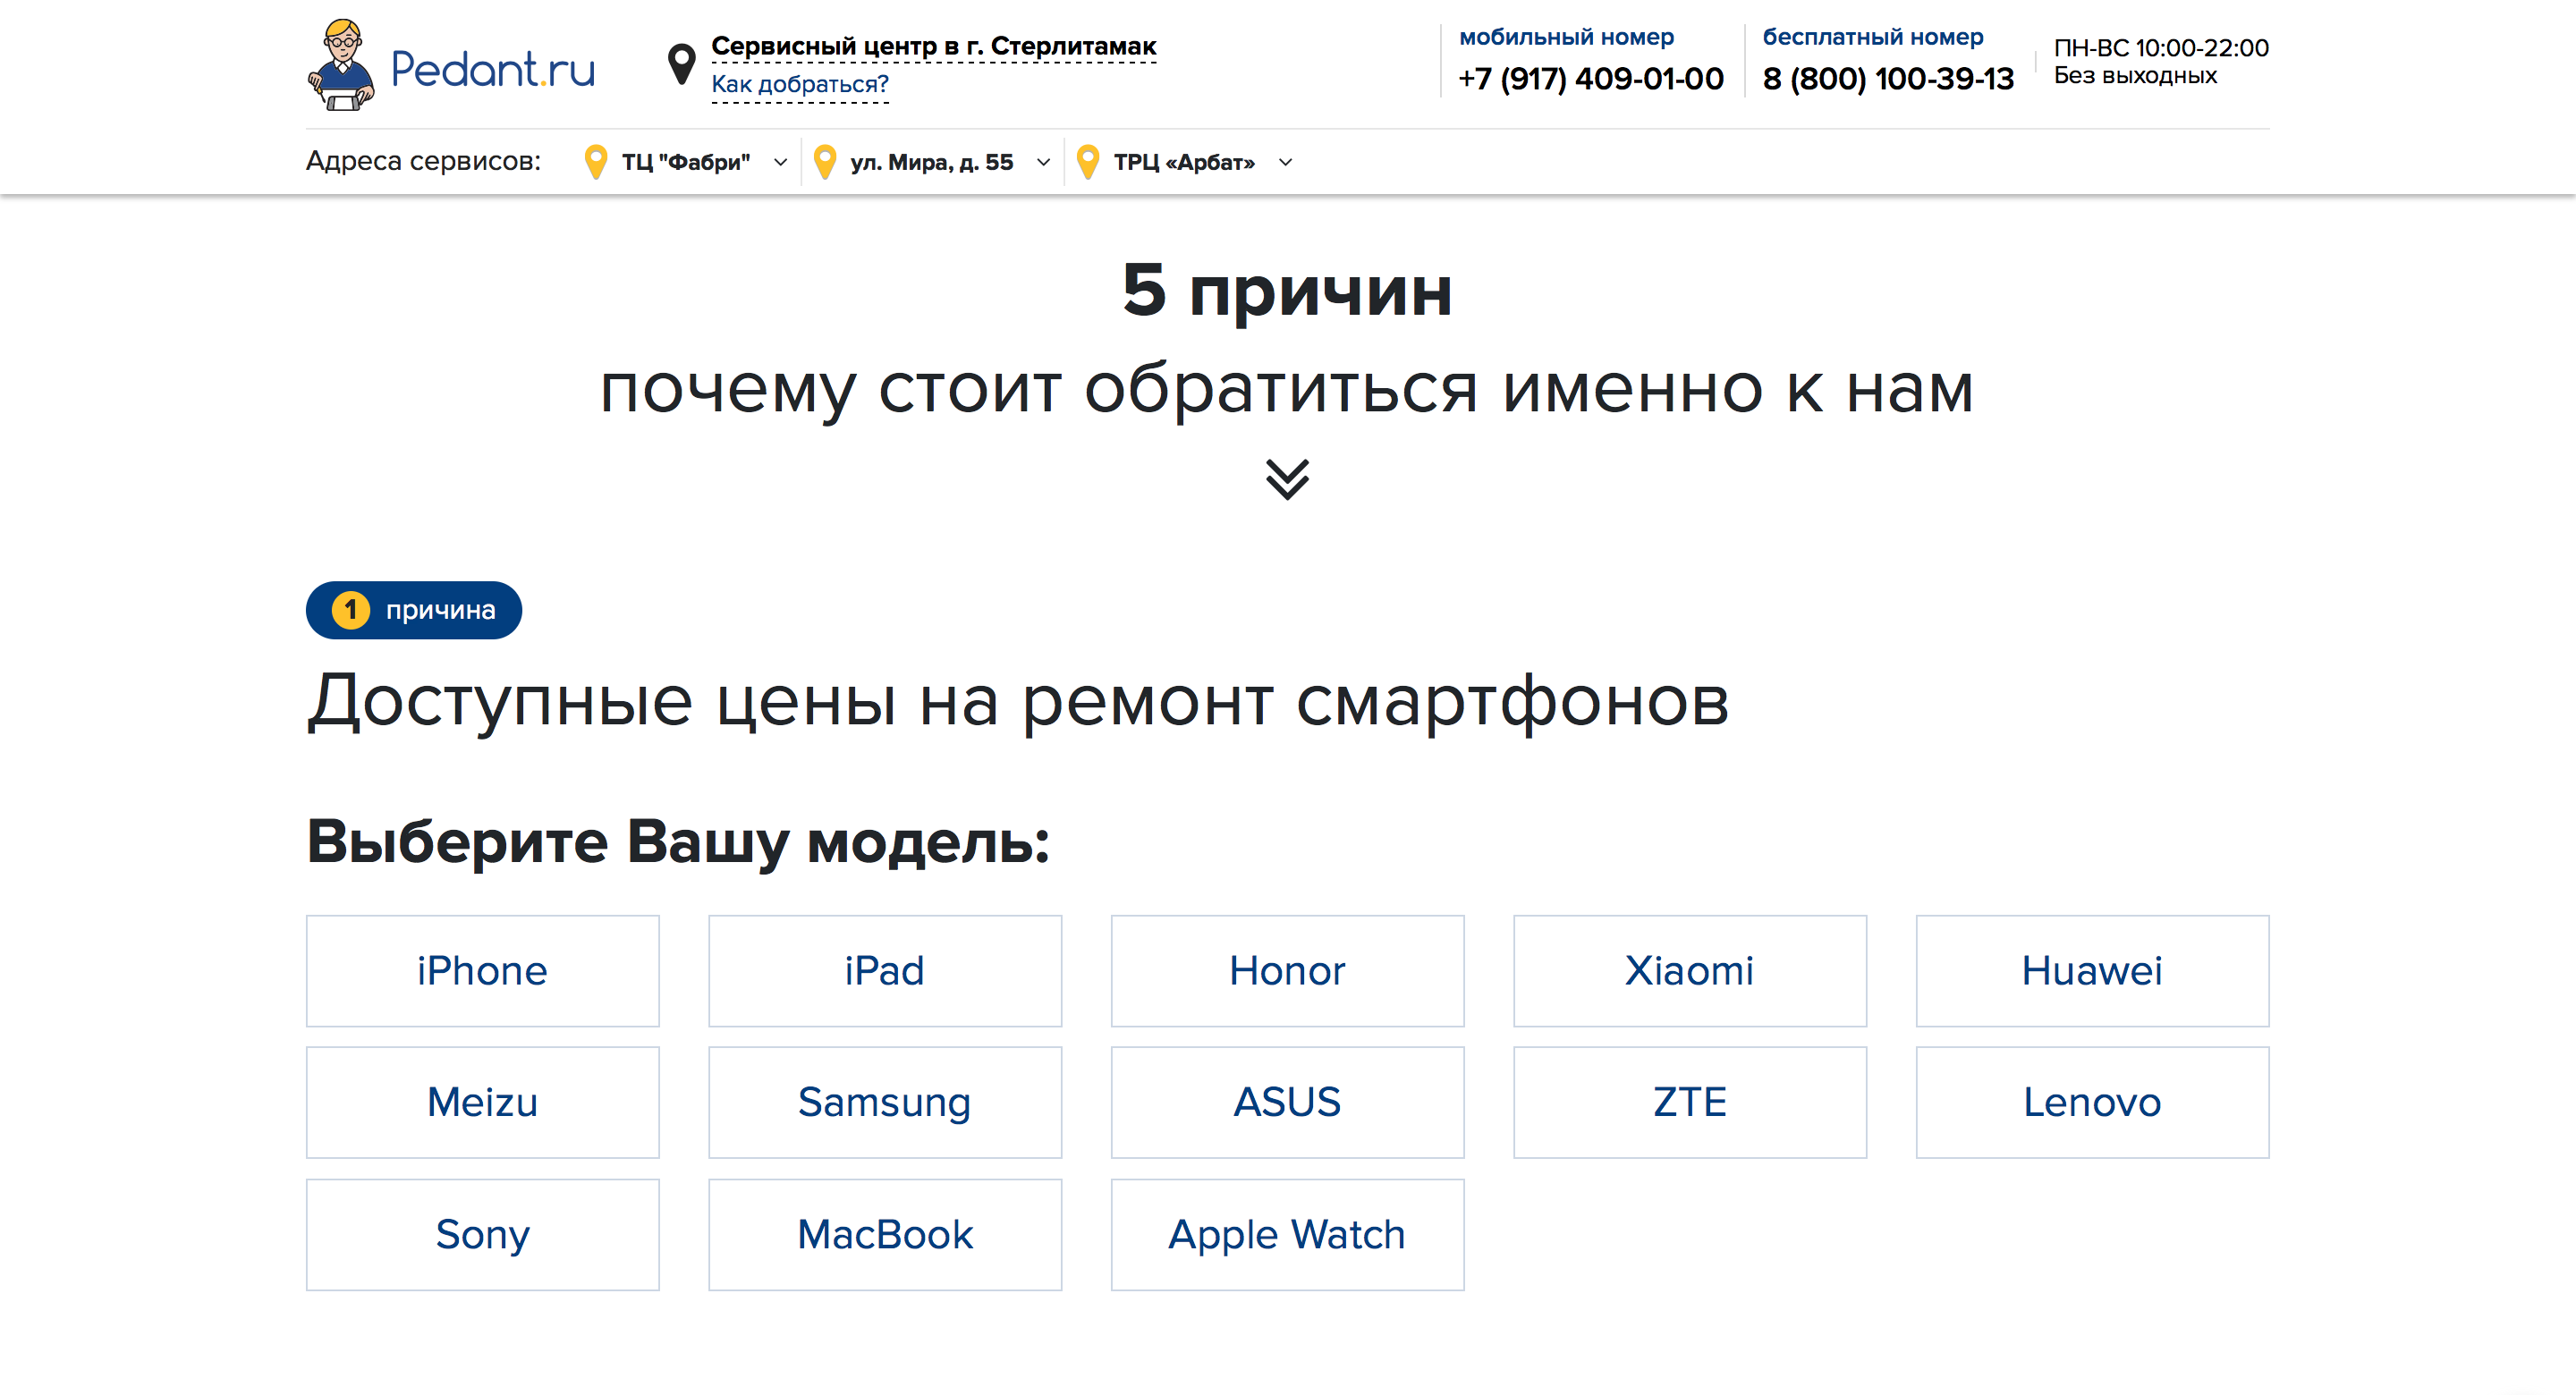 Pedant.ru
Сервисный центр в г. Стерлитамак
Как добраться?
мобильный номер
+7 (917) 409-01-00
бесплатный номер
8 (800) 100-39-13
ПН-ВС 10:00-22:00
Без выходных
Адреса сервисов:
ТЦ "Фабри"
ул. Мира, д. 55
ТРЦ «Арбат»
5 причин
почему стоит обратиться именно к нам
1 причина
Доступные цены на ремонт смартфонов
Выберите Вашу модель:
iPhone
iPad
Honor
Xiaomi
Huawei
Meizu
Samsung
ASUS
ZTE
Lenovo
Sony
MacBook
Apple Watch